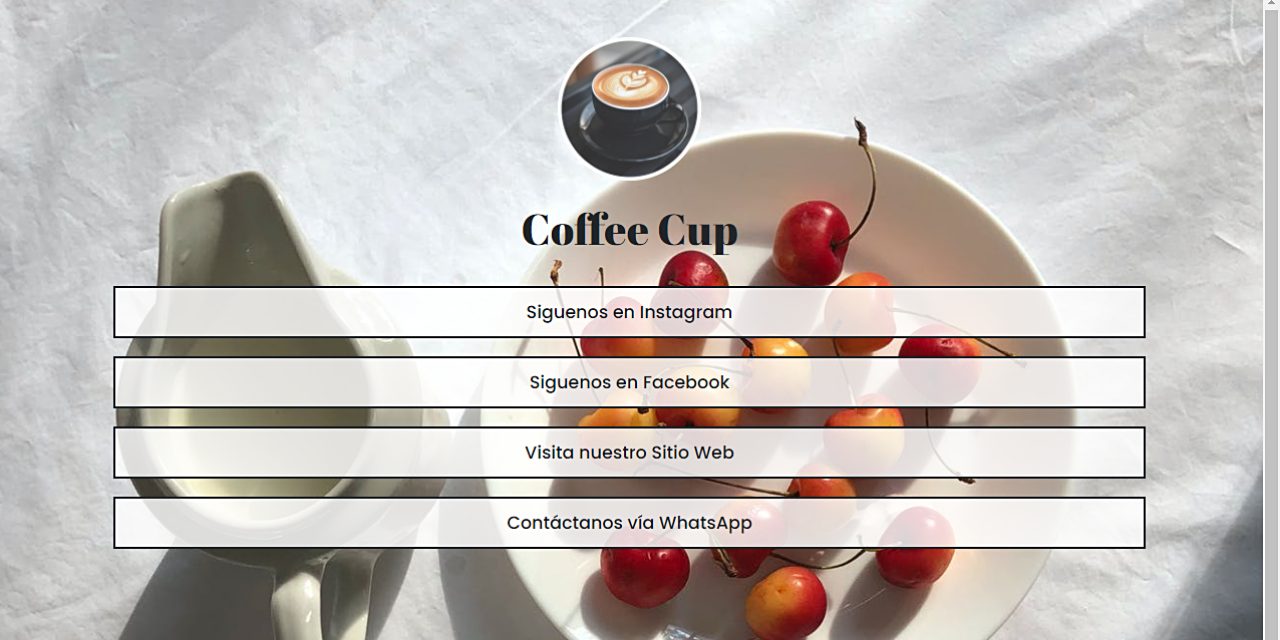 Coffee Cup
Siguenos en Instagram
Siguenos en Facebook
Visita nuestro Sitio Web
Contáctanos vía WhatsApp